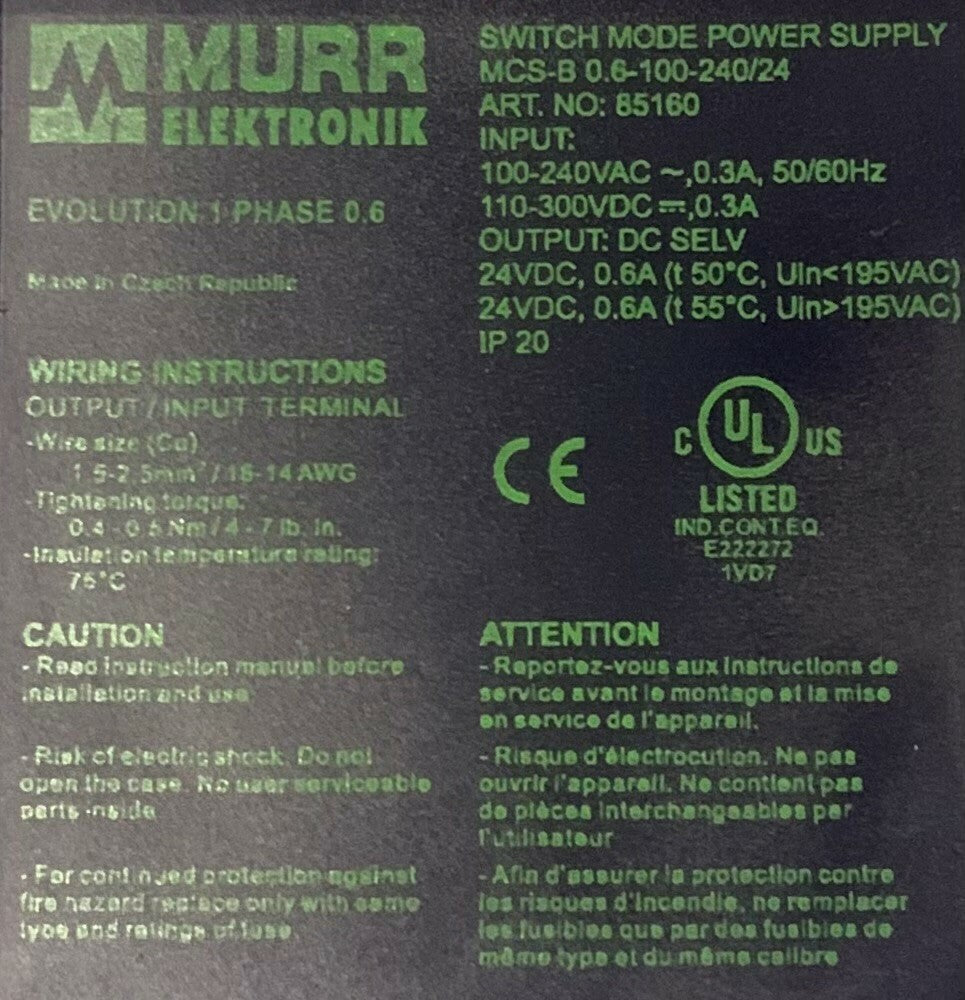 MURR
ELEKTRONIK
EVOLUTION 1 PHASE 0.6
Made in Czech Republic
WIRING INSTRUCTIONS
OUTPUT / INPUT TERMINAL
-Wire size (Cu)
1.5-2.5mm² / 16-14 AWG
-Tightening torque:
0.4 - 0.5 Nm / 4 - 7 lb. in.
-Insulation temperature rating:
75°C
SWITCH MODE POWER SUPPLY
MCS-B 0.6-100-240/24
ART. NO: 85160
INPUT:
100-240VAC ~,0.3A, 50/60Hz
110-300VDC ⎓,0.3A
OUTPUT: DC SELV
24VDC, 0.6A (t 50°C, Uin<195VAC)
24VDC, 0.6A (t 55°C, Uin>195VAC)
IP 20
CE
C UL US
LISTED
IND.CONT.EQ.
E222272
1VD7
CAUTION
- Read instruction manual before
installation and use
- Risk of electric shock. Do not
open the case. No user serviceable
parts inside
- For continued protection against
fire hazard replace only with same
type and ratings of fuse.
ATTENTION
- Reportez-vous aux instructions de
service avant le montage et la mise
en service de l'appareil.
- Risque d'électrocution. Ne pas
ouvrir l'appareil. Ne contient pas
de pièces interchangeables par
l'utilisateur
- Afin d'assurer la protection contre
les risques d'incendie, ne remplacer
les fusibles que par des fusibles de
même type et du même calibre